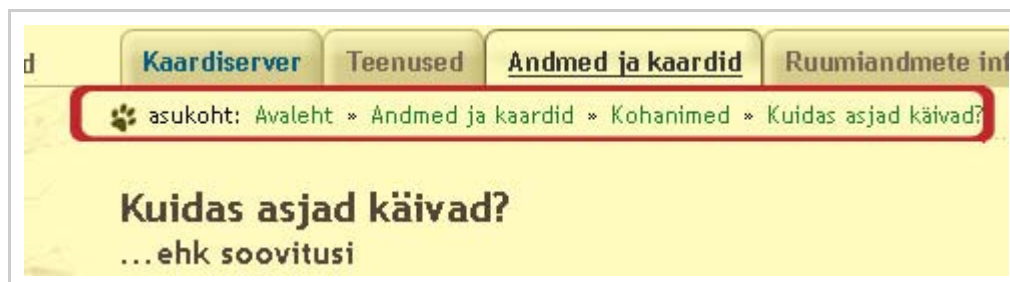 Kaardiserver Teenused Andmed ja kaardid Ruumiandmete
asukoht: Avaleht » Andmed ja kaardid » Kohanimed » Kuidas asjad käivad?
Kuidas asjad käivad?
...ehk soovitusi